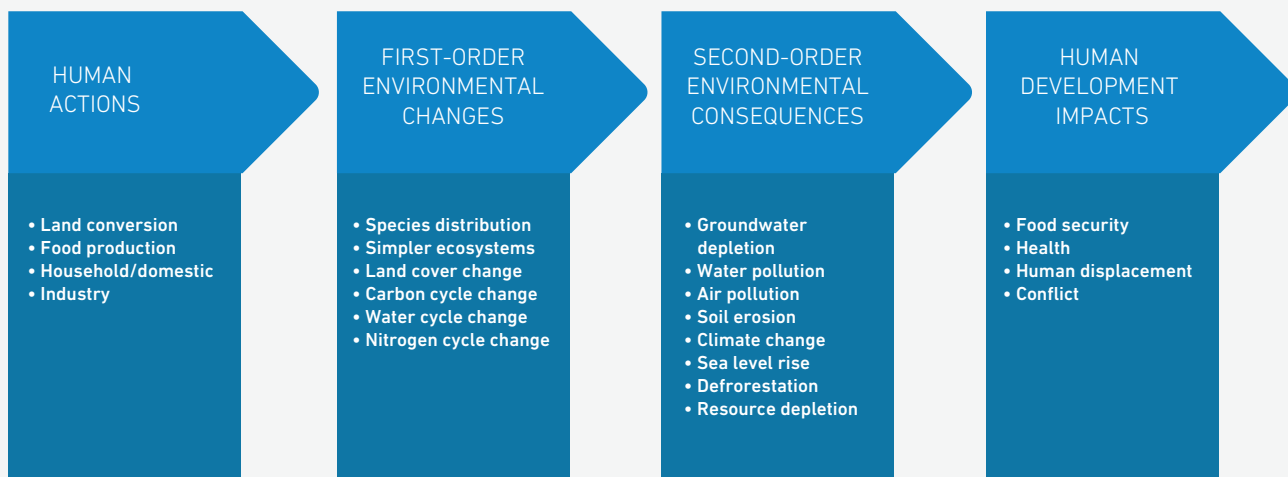 HUMAN
ACTIONS
• Land conversion
• Food production
• Household/domestic
• Industry
FIRST-ORDER
ENVIRONMENTAL
CHANGES
• Species distribution
• Simpler ecosystems
• Land cover change
• Carbon cycle change
• Water cycle change
• Nitrogen cycle change
SECOND-ORDER
ENVIRONMENTAL
CONSEQUENCES
• Groundwater
depletion
• Water pollution
• Air pollution
• Soil erosion
• Climate change
• Sea level rise
• Defrorestation
• Resource depletion
HUMAN
DEVELOPMENT
IMPACTS
• Food security
• Health
• Human displacement
• Conflict